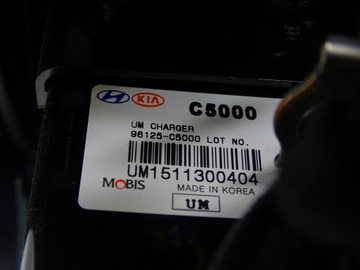 KIA C5000
UM CHARGER
96125-C5000 LOT NO.
UM1511300404
MOBIS MADE IN KOREA
UM